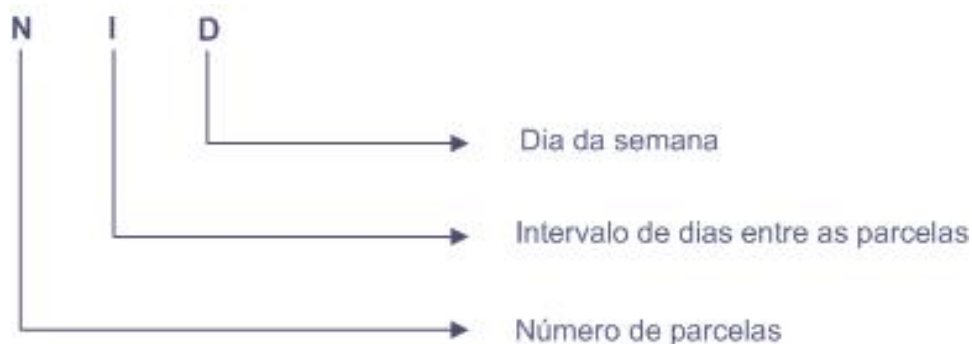 N I D
Dia da semana
Intervalo de dias entre as parcelas
Número de parcelas